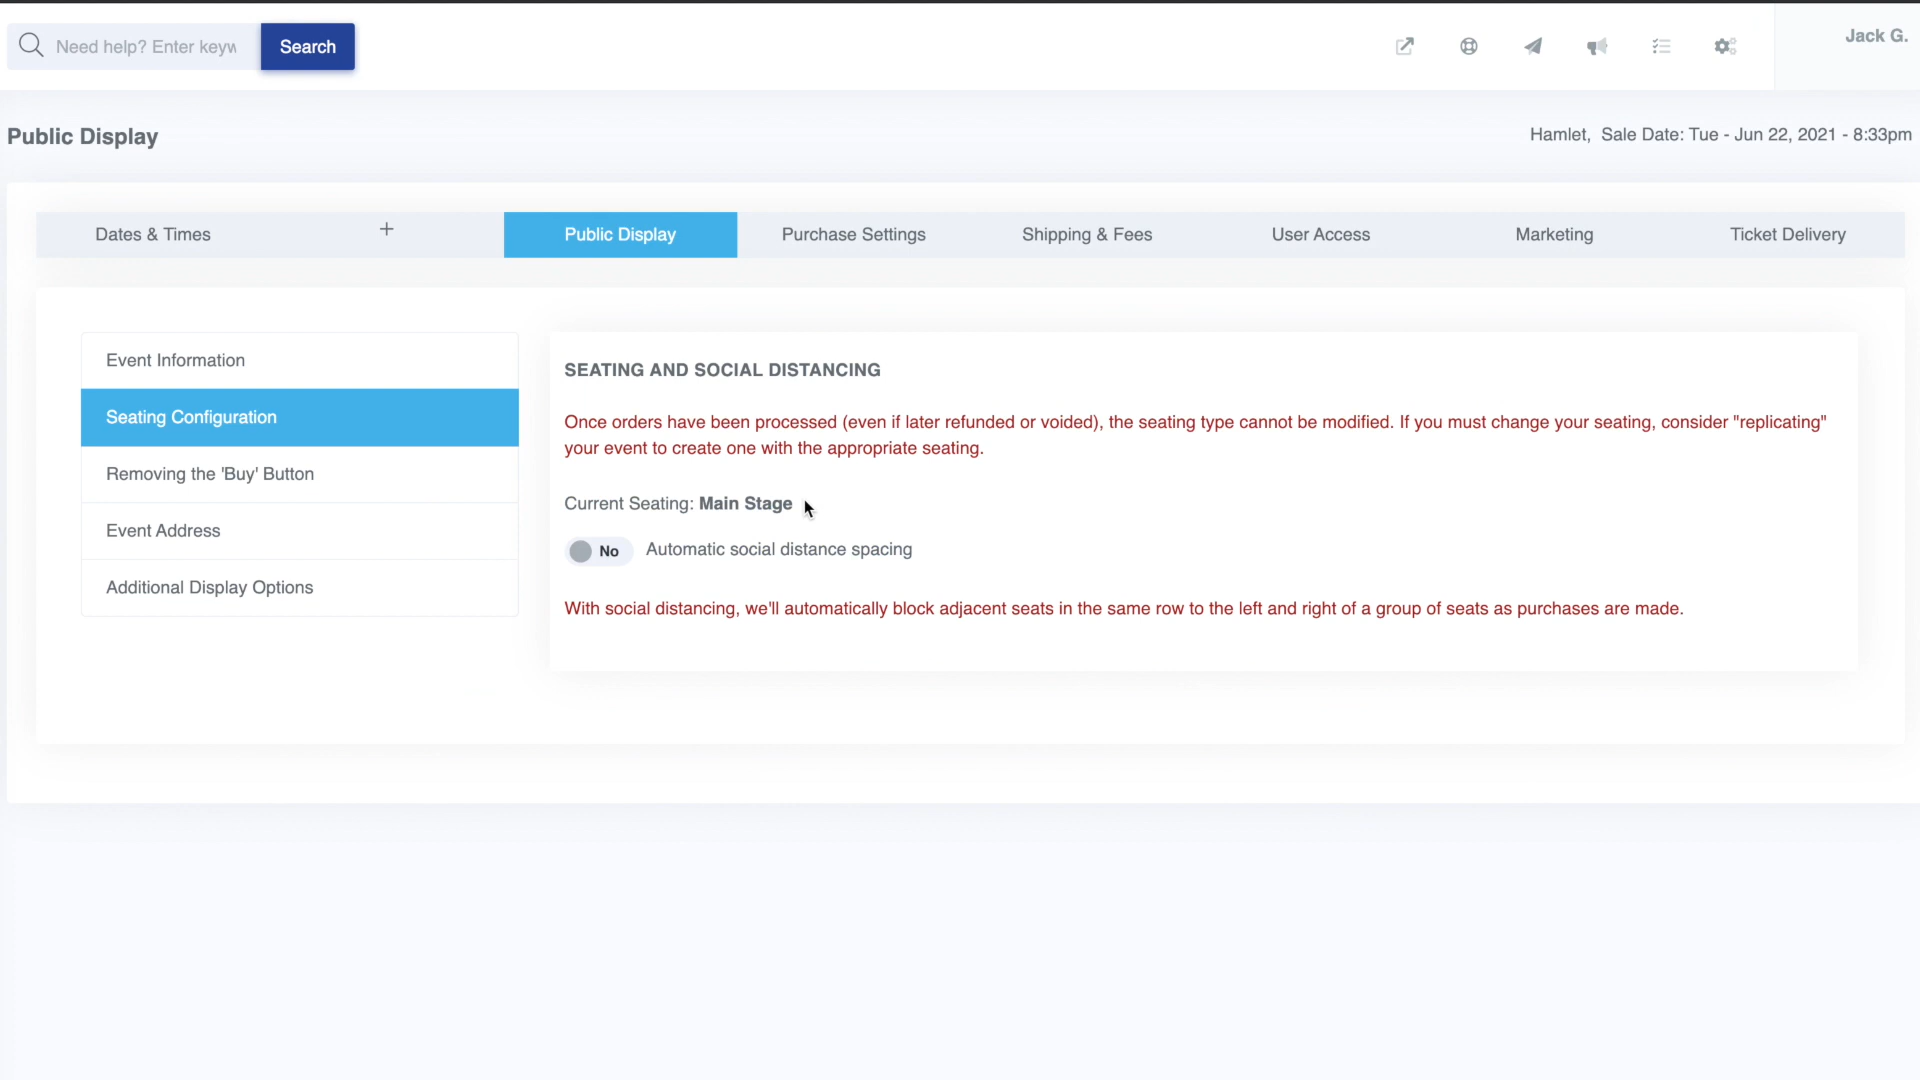 Need help? Enter keyw
Search
Jack G.
Public Display
Hamlet, Sale Date: Tue - Jun 22, 2021 - 8:33pm
Dates & Times
+
Public Display
Purchase Settings
Shipping & Fees
User Access
Marketing
Ticket Delivery
Event Information
Seating Configuration
Removing the 'Buy' Button
Event Address
Additional Display Options
SEATING AND SOCIAL DISTANCING
Once orders have been processed (even if later refunded or voided), the seating type cannot be modified. If you must change your seating, consider "replicating"
your event to create one with the appropriate seating.
Current Seating: Main Stage
No
Automatic social distance spacing
With social distancing, we'll automatically block adjacent seats in the same row to the left and right of a group of seats as purchases are made.